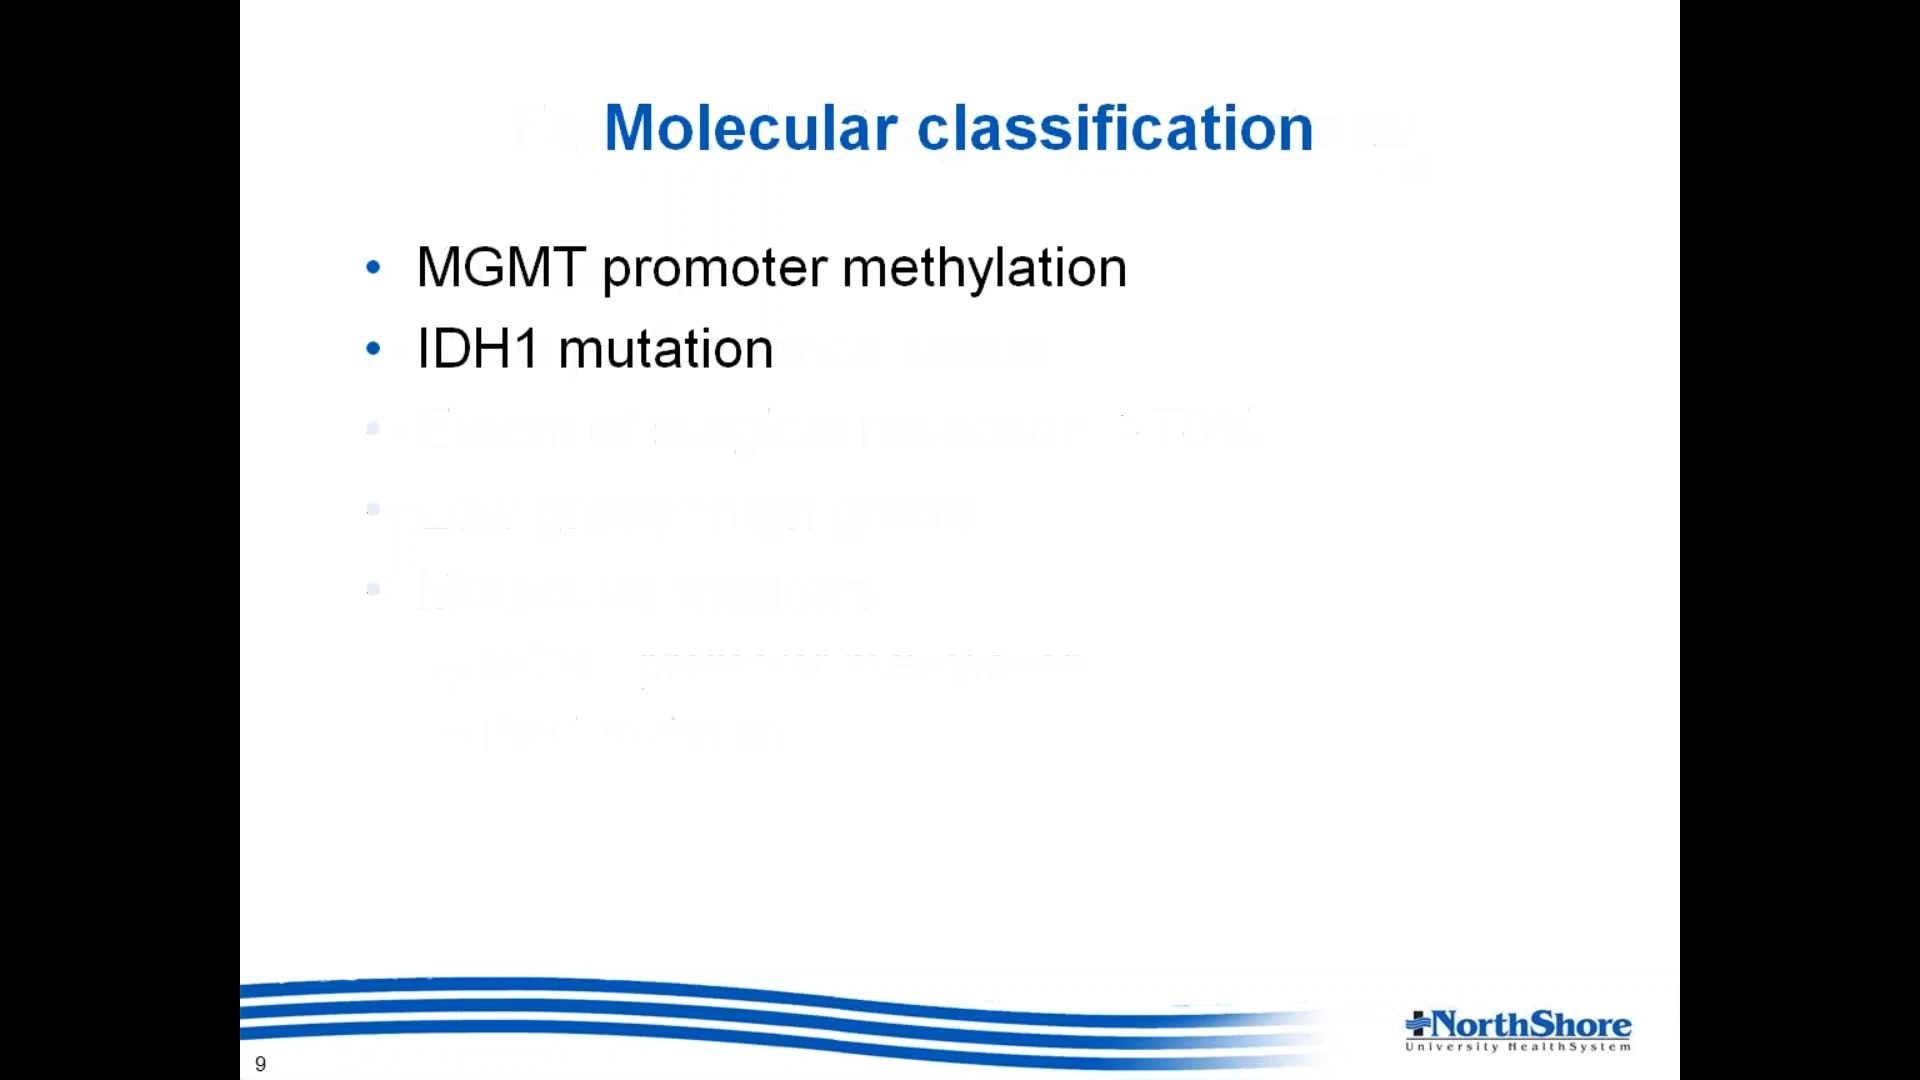 Molecular classification
• MGMT promoter methylation
• IDH1 mutation
NorthShore
University HealthSystem
9